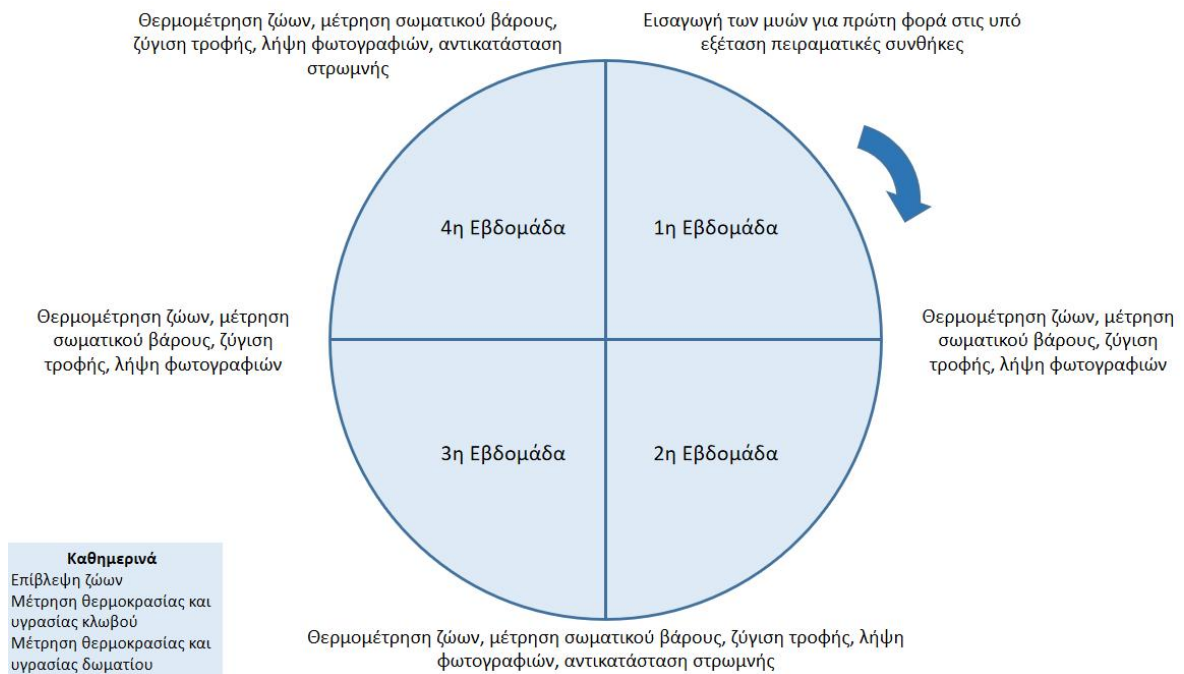 Θερμομέτρηση ζώων, μέτρηση σωματικού βάρους,
ζύγιση τροφής, λήψη φωτογραφιών, αντικατάσταση
στρωμνής
Εισαγωγή των μυών για πρώτη φορά στις υπό
εξέταση πειραματικές συνθήκες
4η Εβδομάδα
1η Εβδομάδα
Θερμομέτρηση ζώων, μέτρηση
σωματικού βάρους, ζύγιση
τροφής, λήψη φωτογραφιών
Θερμομέτρηση ζώων, μέτρηση
σωματικού βάρους, ζύγιση
τροφής, λήψη φωτογραφιών
3η Εβδομάδα
2η Εβδομάδα
Καθημερινά
Επίβλεψη ζώων
Μέτρηση θερμοκρασίας και
υγρασίας κλωβού
Μέτρηση θερμοκρασίας και
υγρασίας δωματίου
Θερμομέτρηση ζώων, μέτρηση σωματικού βάρους, ζύγιση τροφής, λήψη
φωτογραφιών, αντικατάσταση στρωμνής